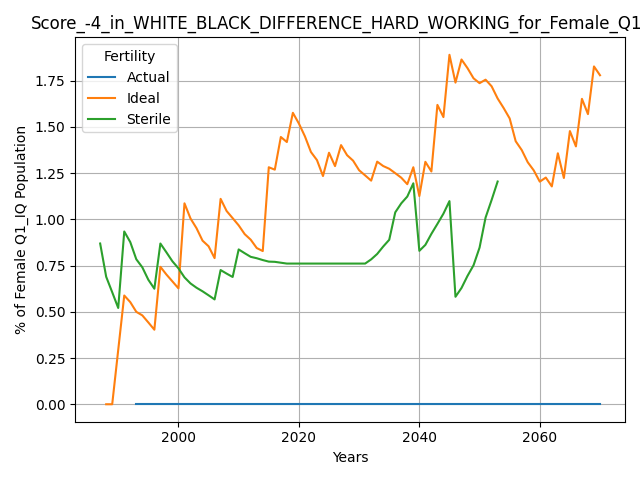 Score_-4_in_WHITE_BLACK_DIFFERENCE_HARD_WORKING_for_Female_Q1
Fertility
Actual
Ideal
Sterile
% of Female Q1_IQ Population
1.75
1.50
1.25
1.00
0.75
0.50
0.25
0.00
2000
2020
2040
2060
Years